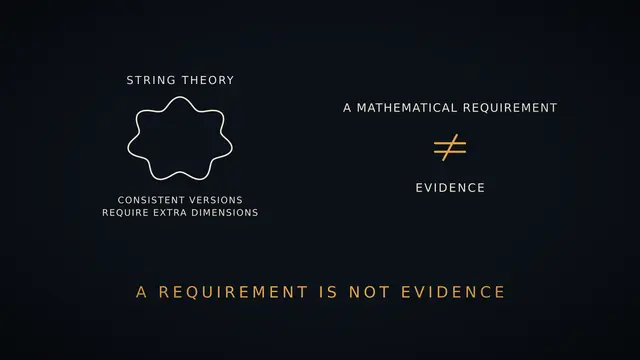 STRING THEORY
CONSISTENT VERSIONS
REQUIRE EXTRA DIMENSIONS
A MATHEMATICAL REQUIREMENT
≠
EVIDENCE
A REQUIREMENT IS NOT EVIDENCE